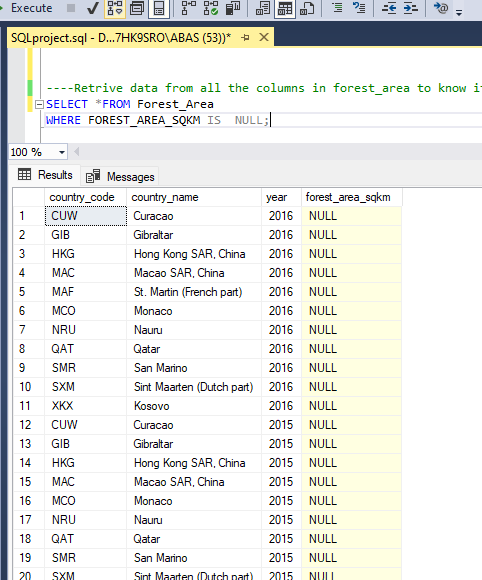 Execute
SQLproject.sql - D...7HK9SRO\ABAS (53))*
----Retrive data from all the columns in forest_area to know
SELECT *FROM Forest_Area
WHERE FOREST_AREA_SQKM IS  NULL;
100 %
Results Messages
country_code country_name year forest_area_sqkm
1 CUW Curacao 2016 NULL
2 GIB Gibraltar 2016 NULL
3 HKG Hong Kong SAR, China 2016 NULL
4 MAC Macao SAR, China 2016 NULL
5 MAF St. Martin (French part) 2016 NULL
6 MCO Monaco 2016 NULL
7 NRU Nauru 2016 NULL
8 QAT Qatar 2016 NULL
9 SMR San Marino 2016 NULL
10 SXM Sint Maarten (Dutch part) 2016 NULL
11 XKX Kosovo 2016 NULL
12 CUW Curacao 2015 NULL
13 GIB Gibraltar 2015 NULL
14 HKG Hong Kong SAR, China 2015 NULL
15 MAC Macao SAR, China 2015 NULL
16 MCO Monaco 2015 NULL
17 NRU Nauru 2015 NULL
18 QAT Qatar 2015 NULL
19 SMR San Marino 2015 NULL
20 SXM Sint Maarten (Dutch part) 2015 NULL